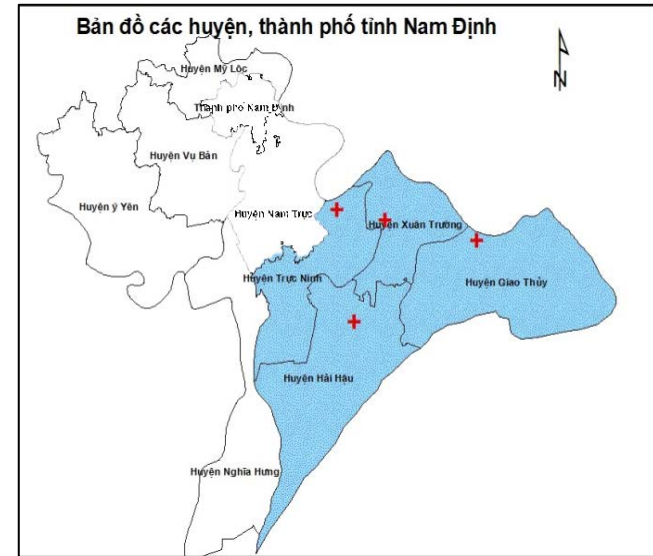 Bản đồ các huyện, thành phố tỉnh Nam Định
N
Huyện Mỹ Lộc
Thành phố Nam Định
Huyện Vụ Bản
Huyện ý Yên
Huyện Nam Trực
Huyện Xuân Trường
Huyện Trực Ninh
Huyện Giao Thủy
Huyện Hải Hậu
Huyện Nghĩa Hưng